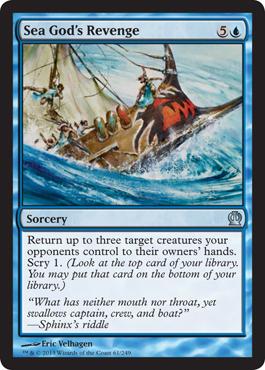 Sea God's Revenge 5
Sorcery
Return up to three target creatures your
opponents control to their owners' hands.
Scry 1. (Look at the top card of your library.
You may put that card on the bottom of your
library.)
“What has neither mouth nor throat, yet
swallows captain, crew, and boat?”
—Sphinx's riddle
Eric Velhagen
™ & © 2013 Wizards of the Coast 61/249